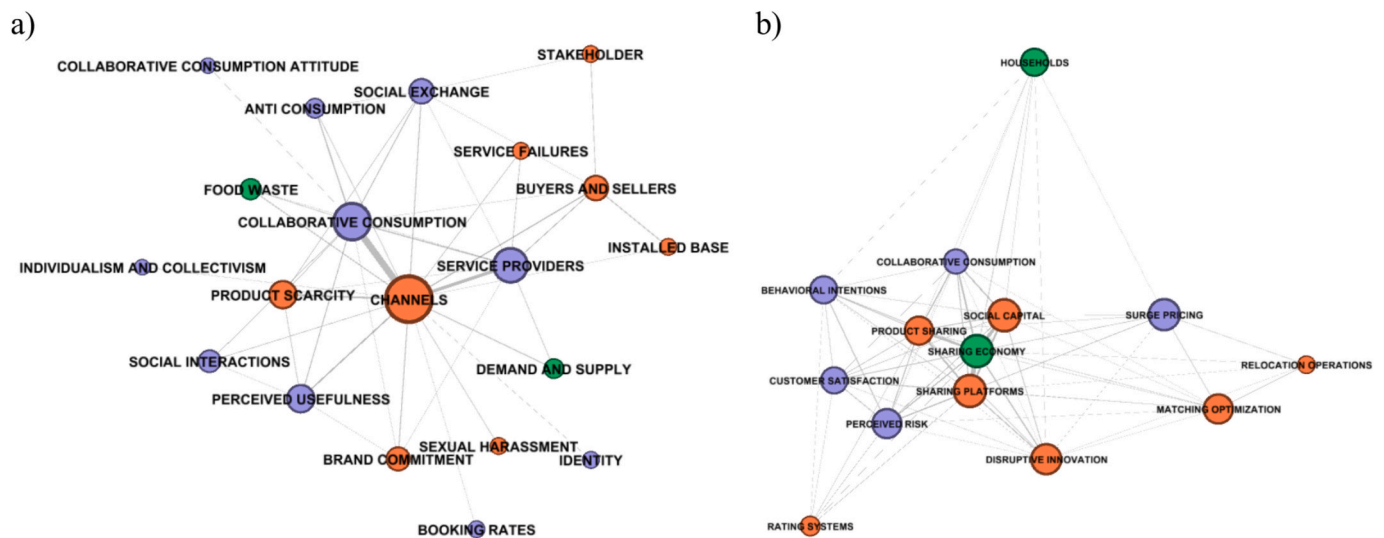 a)
STAKEHOLDER
COLLABORATIVE CONSUMPTION ATTITUDE
SOCIAL EXCHANGE
ANTI CONSUMPTION
SERVICE FAILURES
FOOD WASTE
BUYERS AND SELLERS
COLLABORATIVE CONSUMPTION
INSTALLED BASE
INDIVIDUALISM AND COLLECTIVISM
SERVICE PROVIDERS
PRODUCT SCARCITY
CHANNELS
SOCIAL INTERACTIONS
DEMAND AND SUPPLY
PERCEIVED USEFULNESS
SEXUAL HARASSMENT
BRAND COMMITMENT
IDENTITY
BOOKING RATES
b)
HOUSEHOLDS
COLLABORATIVE CONSUMPTION
BEHAVIORAL INTENTIONS
SOCIAL CAPITAL
SURGE PRICING
PRODUCT SHARING
SHARING ECONOMY
RELOCATION OPERATIONS
CUSTOMER SATISFACTION
SHARING PLATFORMS
MATCHING OPTIMIZATION
PERCEIVED RISK
DISRUPTIVE INNOVATION
RATING SYSTEMS